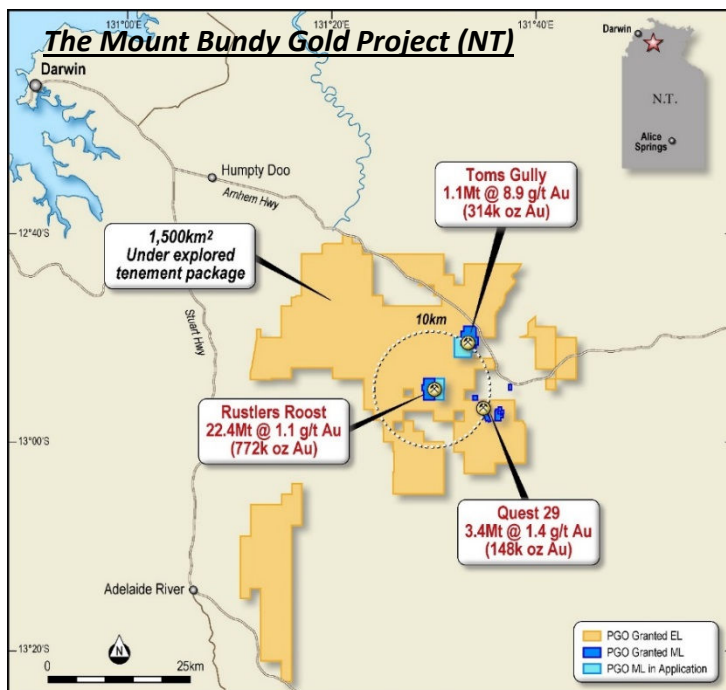 The Mount Bundy Gold Project (NT)
131°00'E
131°20'E
131°40'E
Darwin
Darwin
N.T.
Alice
Springs
Humpty Doo
Arnhem Hwy
Toms Gully
1.1Mt @ 8.9 g/t Au
(314k oz Au)
12°40'
1,500km²
Under explored
tenement package
Stuart Hwy
10km
Rustlers Roost
22.4Mt @ 1.1 g/t Au
(772k oz Au)
13°00'
Quest 29
3.4Mt @ 1.4 g/t Au
(148k oz Au)
Adelaide River
13°20'
N
0
25km
PGO Granted EL
PGO Granted ML
PGO ML in Application